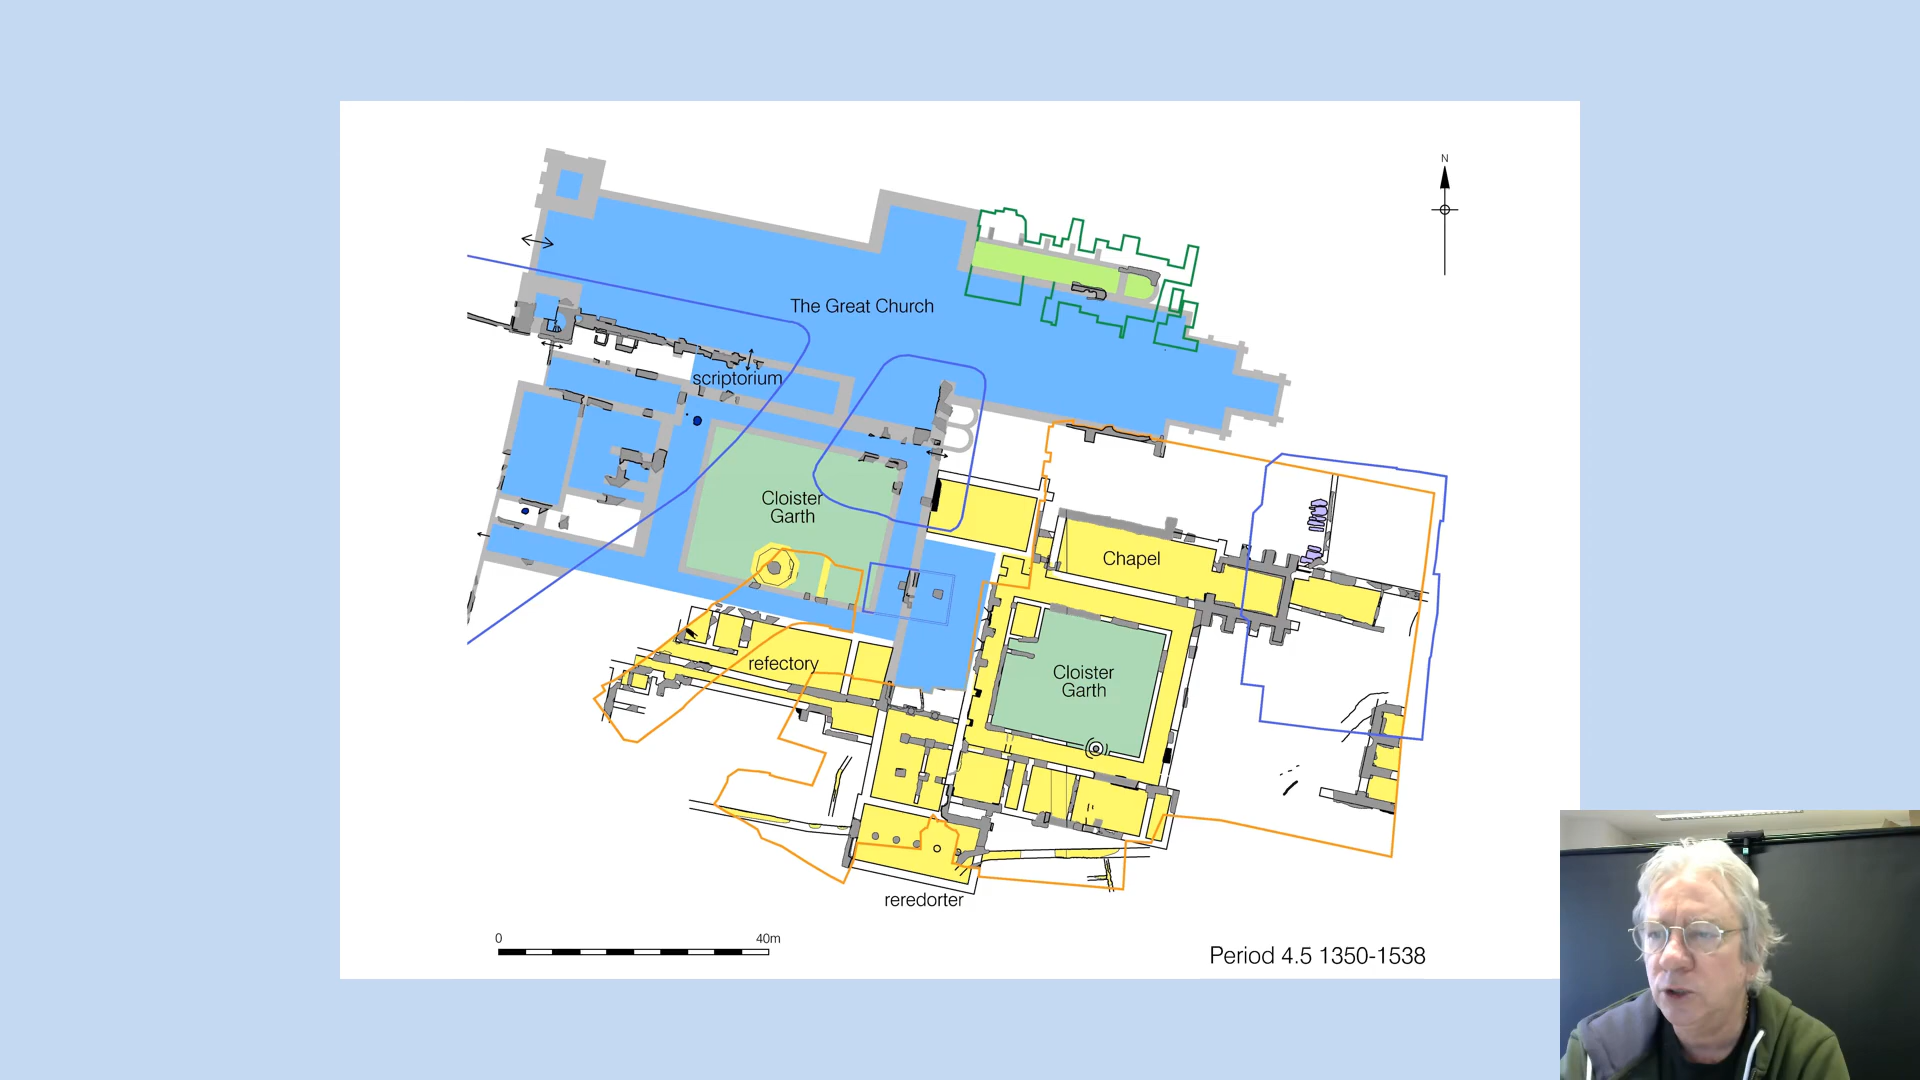 N
The Great Church
scriptorium
Cloister
Garth
Chapel
refectory
Cloister
Garth
reredorter
0 40m
Period 4.5 1350-1538